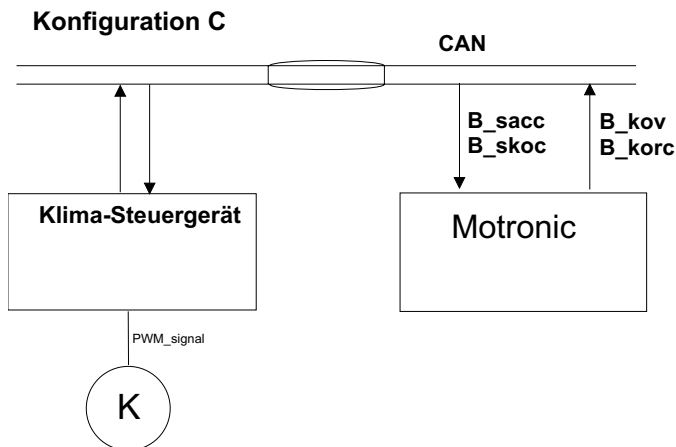 Konfiguration C
CAN
B_sacc
B_skoc
B_kov
B_korc
Klima-Steuergerät
Motronic
PWM_signal
K